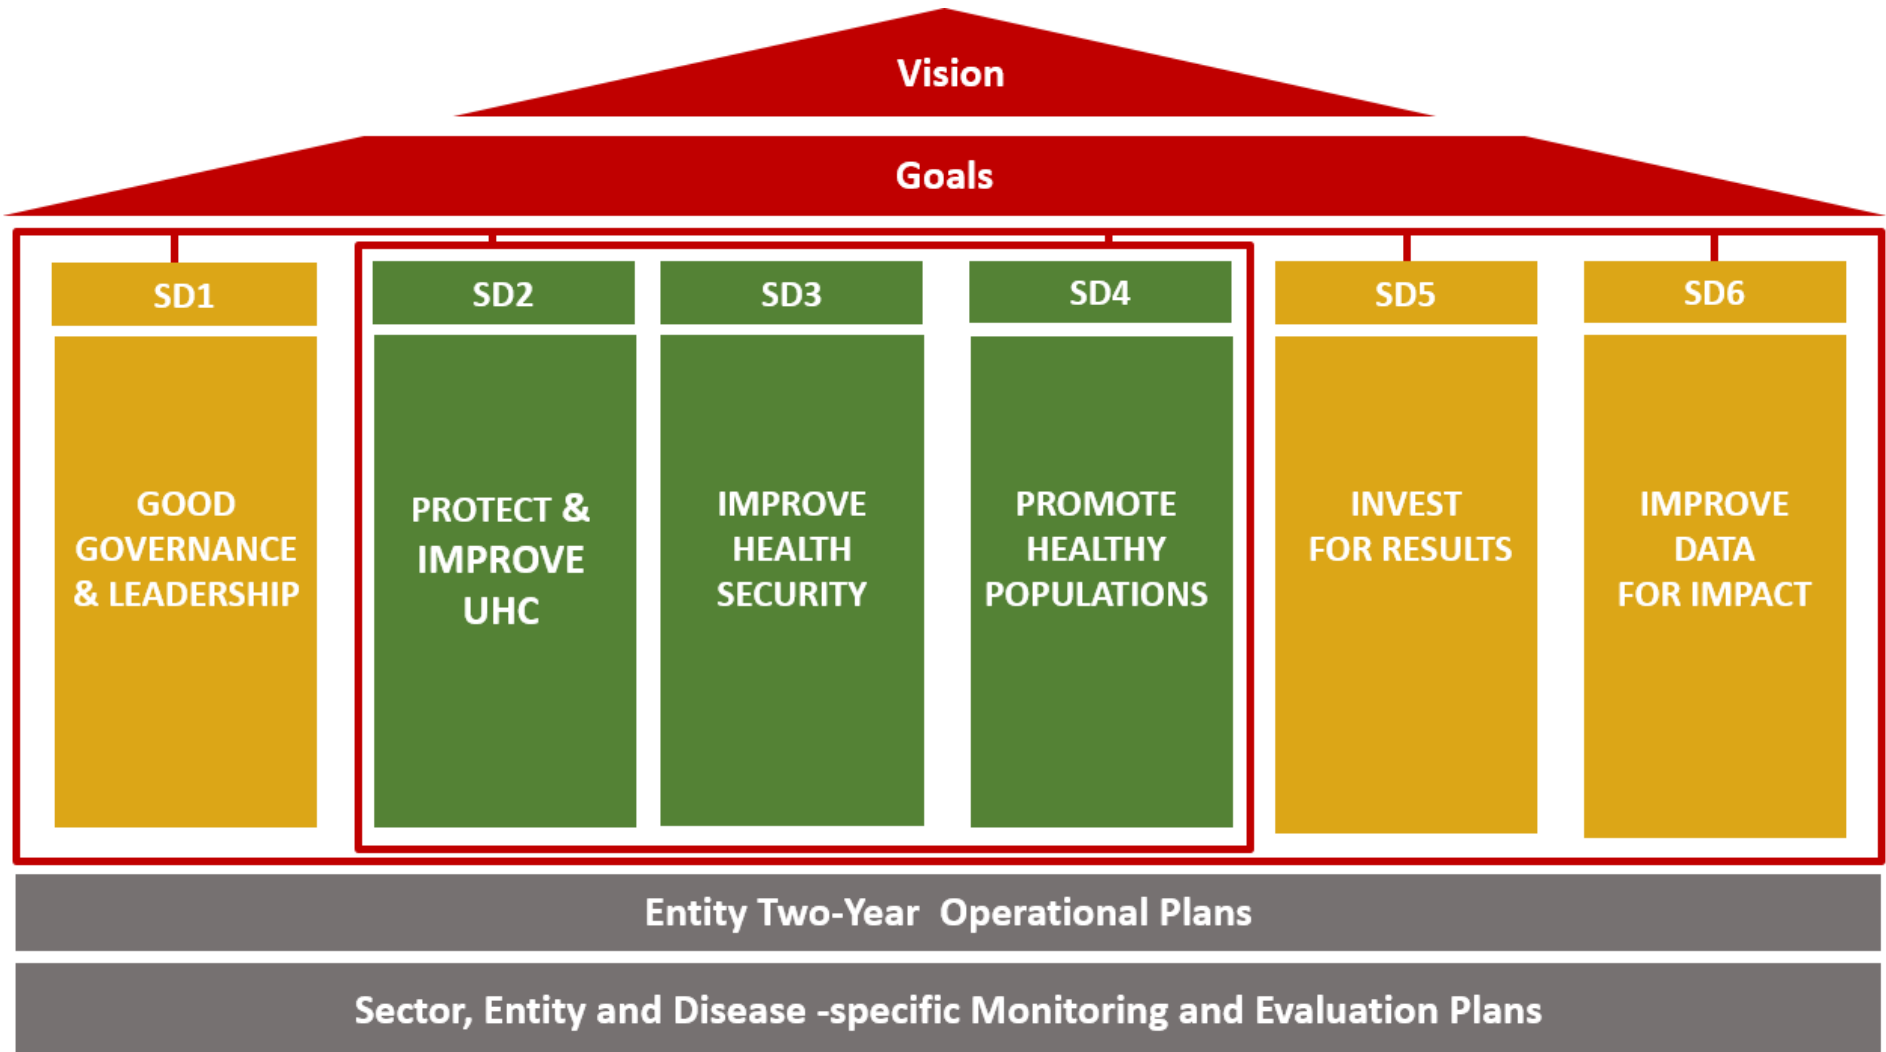 Vision
Goals
SD1
SD2
SD3
SD4
SD5
SD6
GOOD
GOVERNANCE
& LEADERSHIP
PROTECT &
IMPROVE
UHC
IMPROVE
HEALTH
SECURITY
PROMOTE
HEALTHY
POPULATIONS
INVEST
FOR RESULTS
IMPROVE
DATA
FOR IMPACT
Entity Two-Year  Operational Plans
Sector, Entity and Disease -specific Monitoring and Evaluation Plans